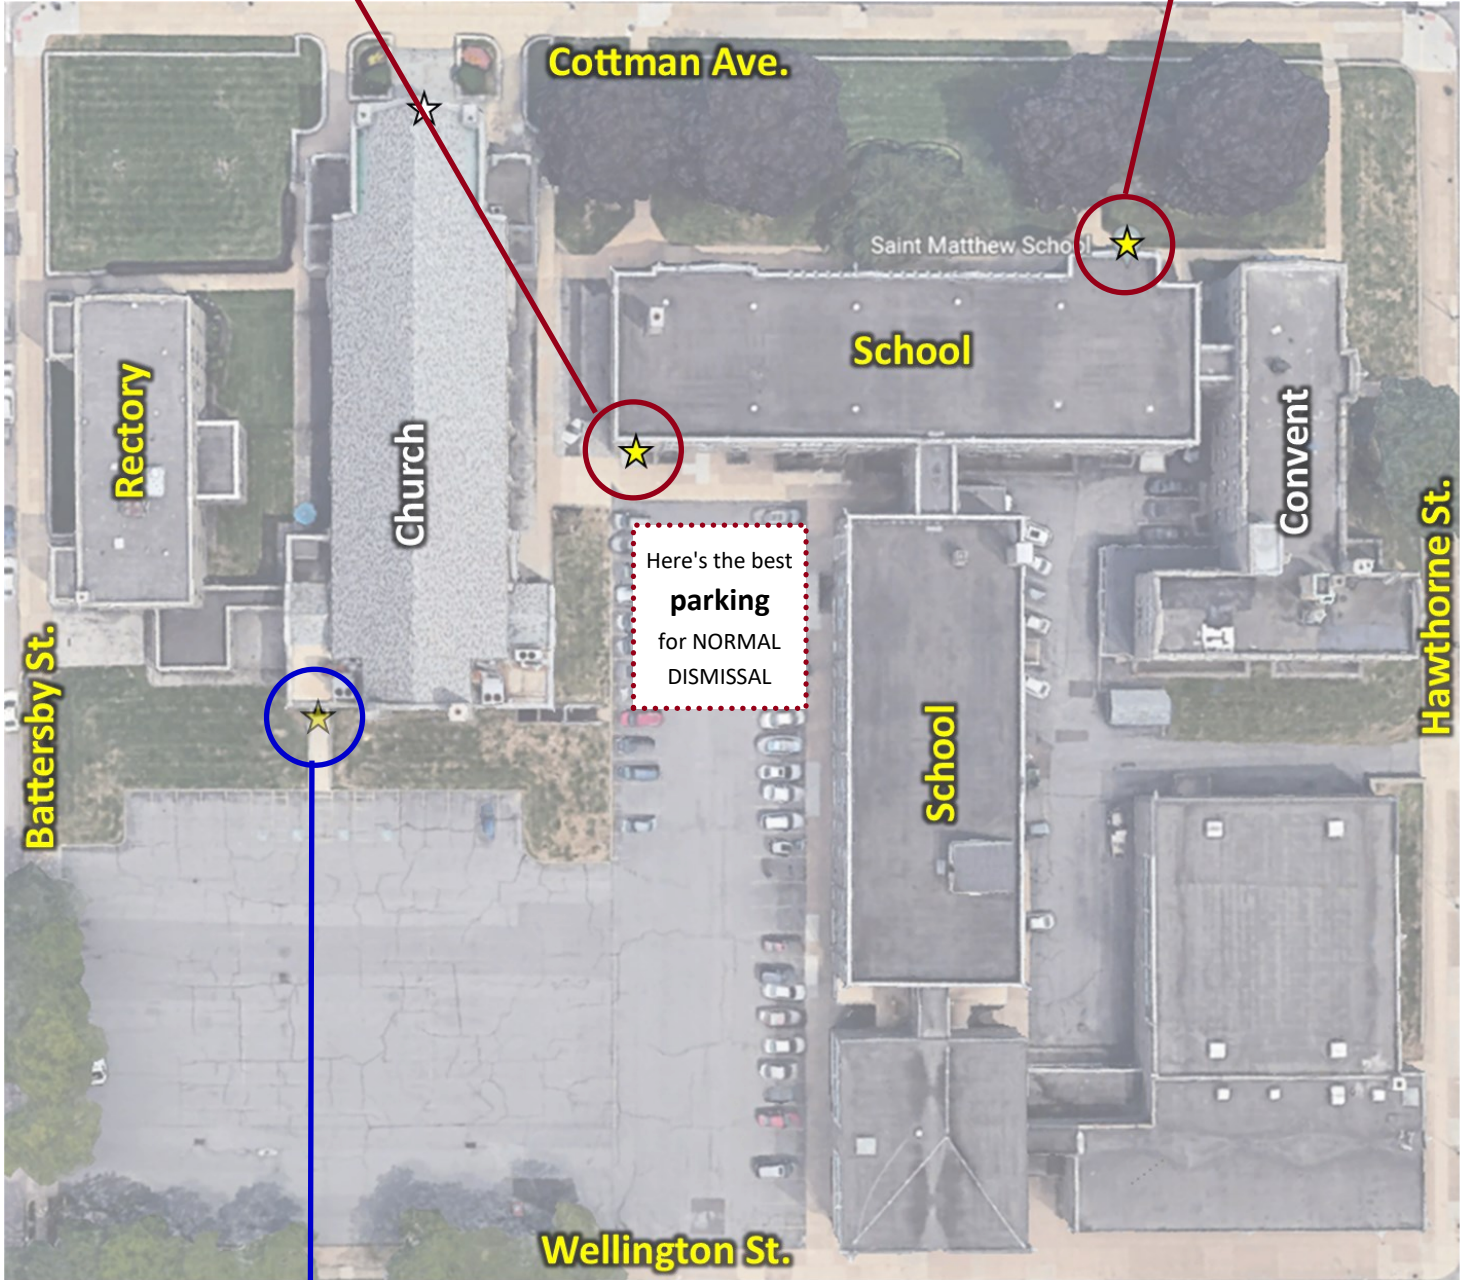 Cottman Ave.
Saint Matthew School
School
Rectory
Church
Convent
Hawthorne St.
Here's the best
parking
for NORMAL
DISMISSAL
Battersby St.
School
Wellington St.